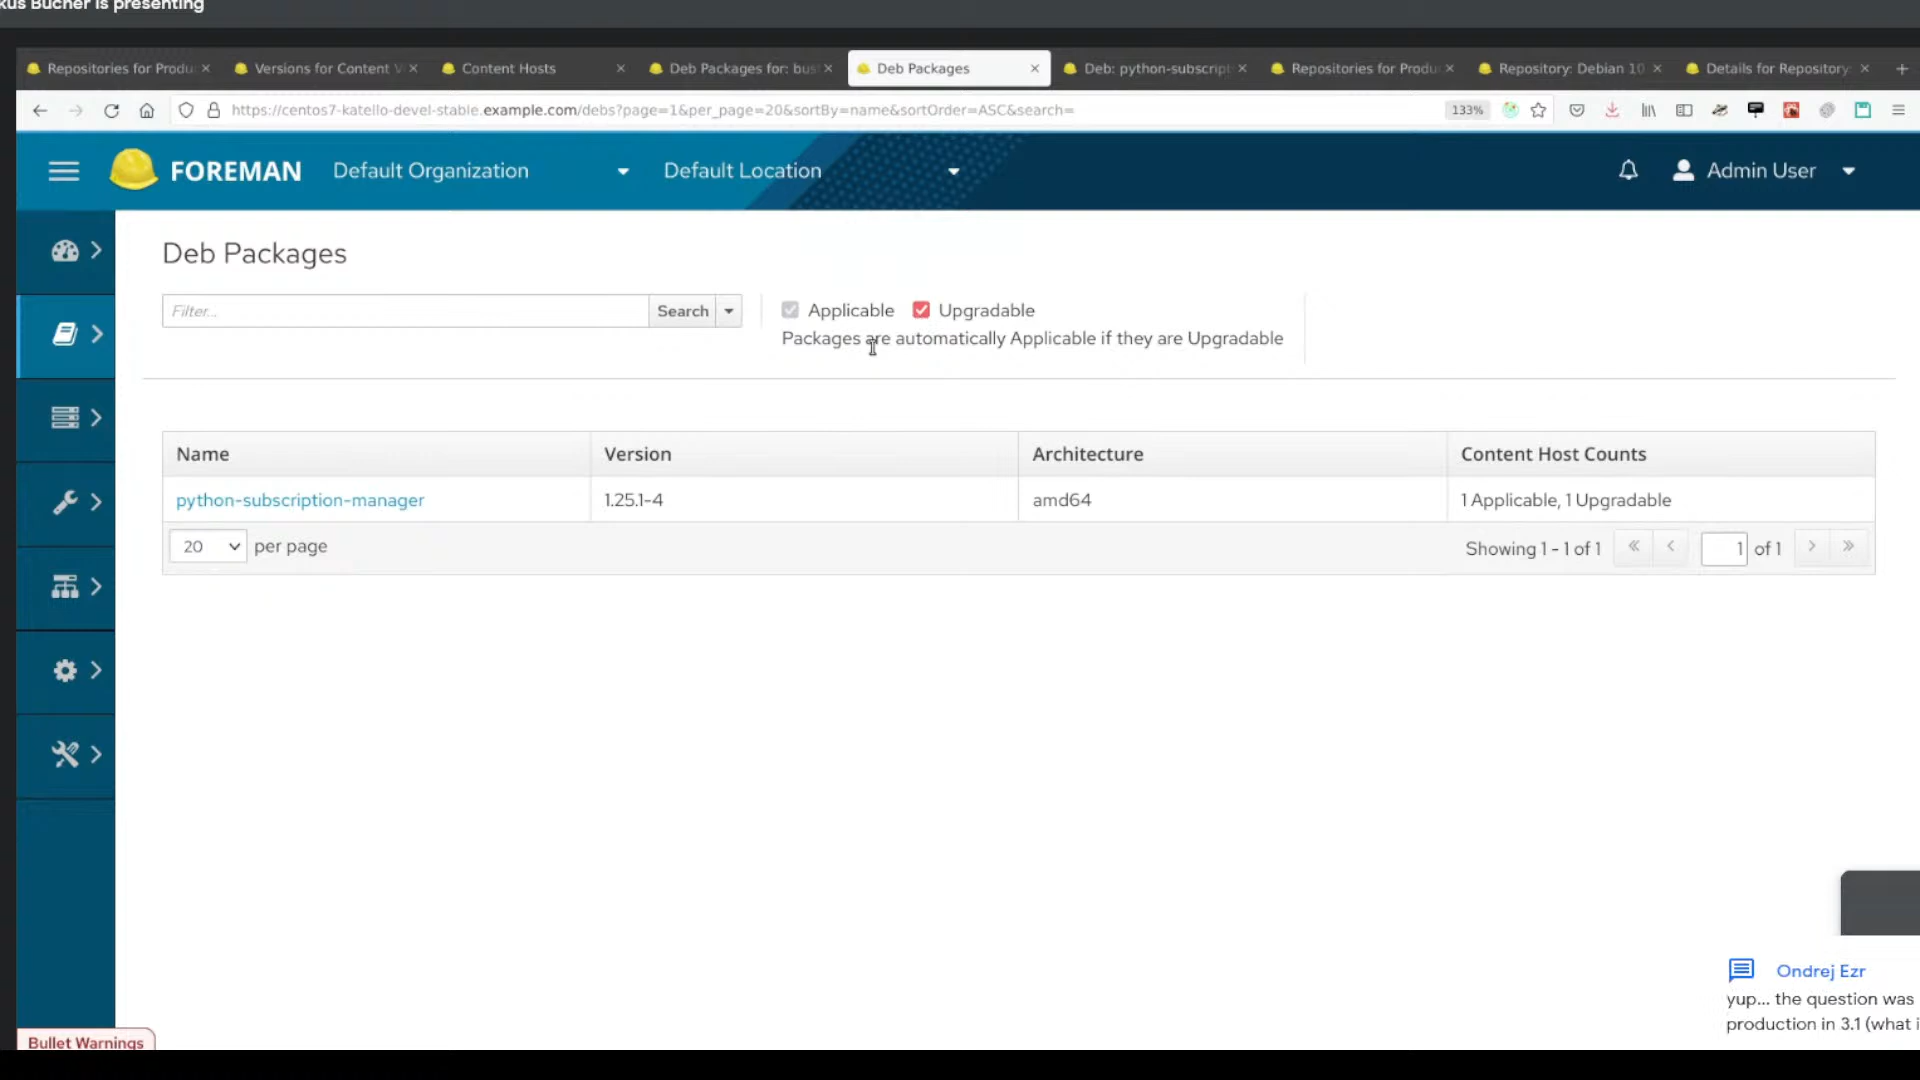 kus Bucher is presenting
Repositories for Produ
Versions for Content V
Content Hosts
Deb Packages for: bus
Deb Packages
Deb: python-subscript
Repositories for Produ
Repository: Debian 10
Details for Repository:
https://centos7-katello-devel-stable.example.com/debs?page=1&per_page=20&sortBy=name&sortOrder=ASC&search=
133%
FOREMAN
Default Organization
Default Location
Admin User
Deb Packages
Filter...
Search
Applicable
Upgradable
Packages are automatically Applicable if they are Upgradable
Name Version Architecture Content Host Counts
python-subscription-manager 1.25.1-4 amd64 1 Applicable, 1 Upgradable
20 per page
Showing 1 - 1 of 1
1 of 1
Ondrej Ezr
yup... the question was
production in 3.1 (what i
Bullet Warnings